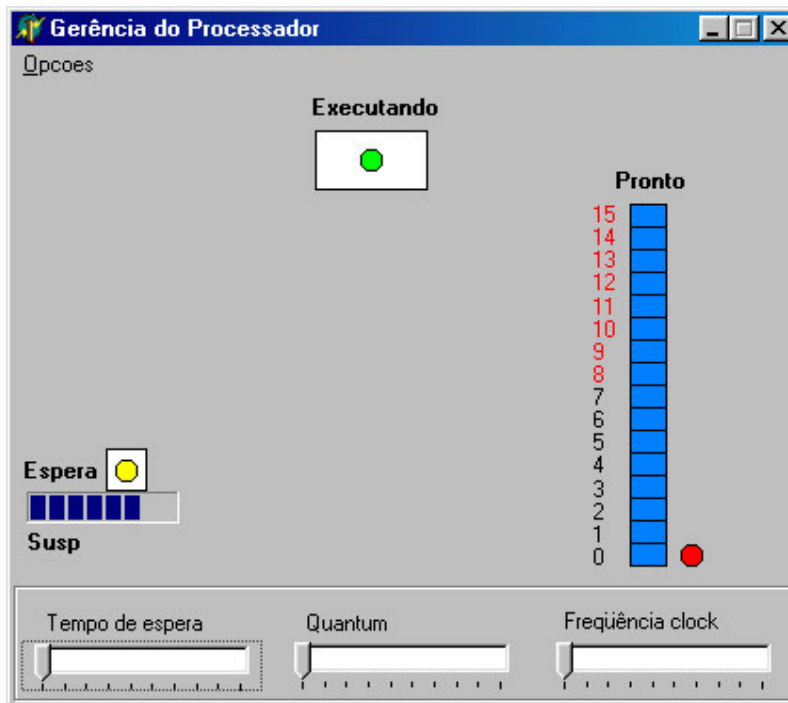 Gerência do Processador
Opcoes
Executando
Pronto
15
14
13
12
11
10
9
8
7
6
5
4
3
2
1
0
Espera
Susp
Tempo de espera
Quantum
Freqüência clock